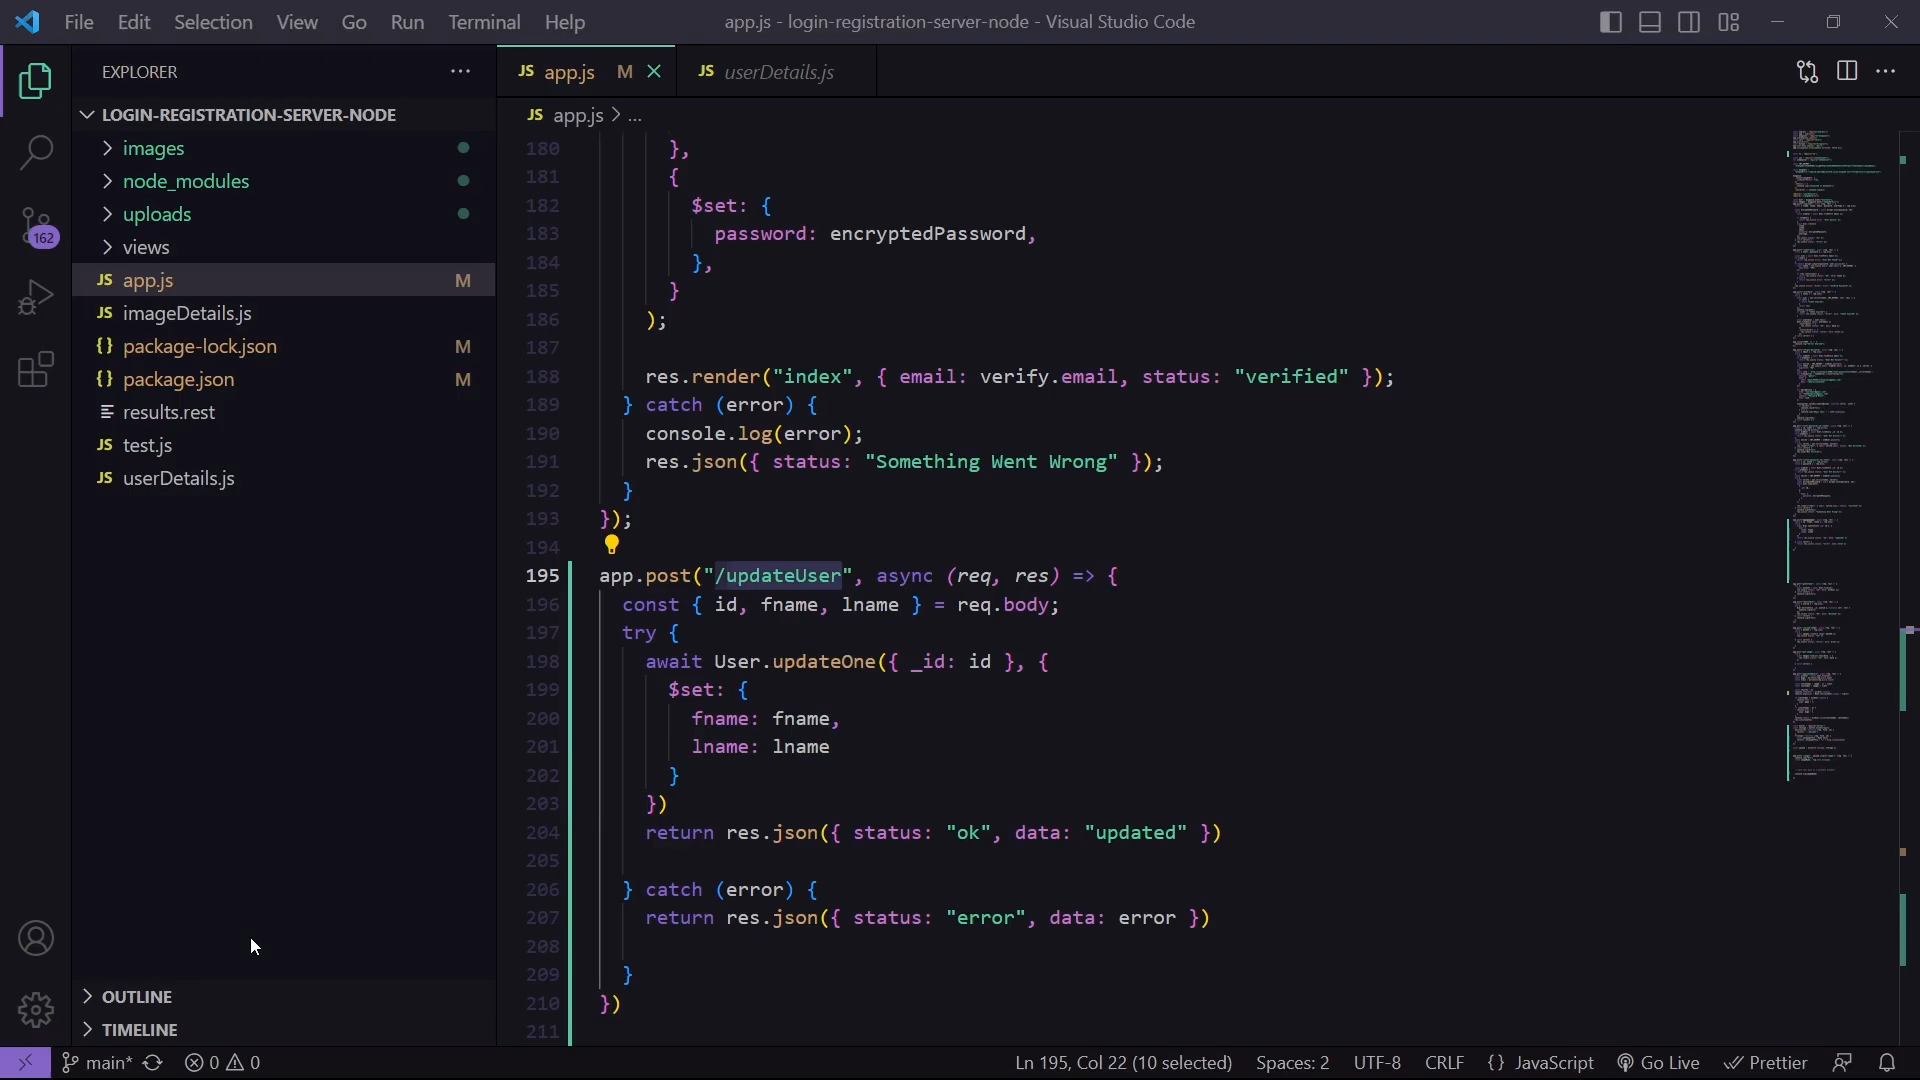 File Edit Selection View Go Run Terminal Help
app.js - login-registration-server-node - Visual Studio Code
EXPLORER
LOGIN-REGISTRATION-SERVER-NODE
images
node_modules
uploads
views
JS app.js M
JS imageDetails.js
{} package-lock.json M
{} package.json M
results.rest
JS test.js
JS userDetails.js
OUTLINE
TIMELINE
162
JS app.js M
JS userDetails.js
JS app.js > ...
180 },
181 {
182 $set: {
183 password: encryptedPassword,
184 },
185 }
186 );
187
188 res.render("index", { email: verify.email, status: "verified" });
189 } catch (error) {
190 console.log(error);
191 res.json({ status: "Something Went Wrong" });
192 }
193 });
194
195 app.post("/updateUser", async (req, res) => {
196 const { id, fname, lname } = req.body;
197 try {
198 await User.updateOne({ _id: id }, {
199 $set: {
200 fname: fname,
201 lname: lname
202 }
203 })
204 return res.json({ status: "ok", data: "updated" })
205
206 } catch (error) {
207 return res.json({ status: "error", data: error })
208
209 }
210 })
211
main* 0 0
Ln 195, Col 22 (10 selected) Spaces: 2 UTF-8 CRLF {} JavaScript Go Live Prettier